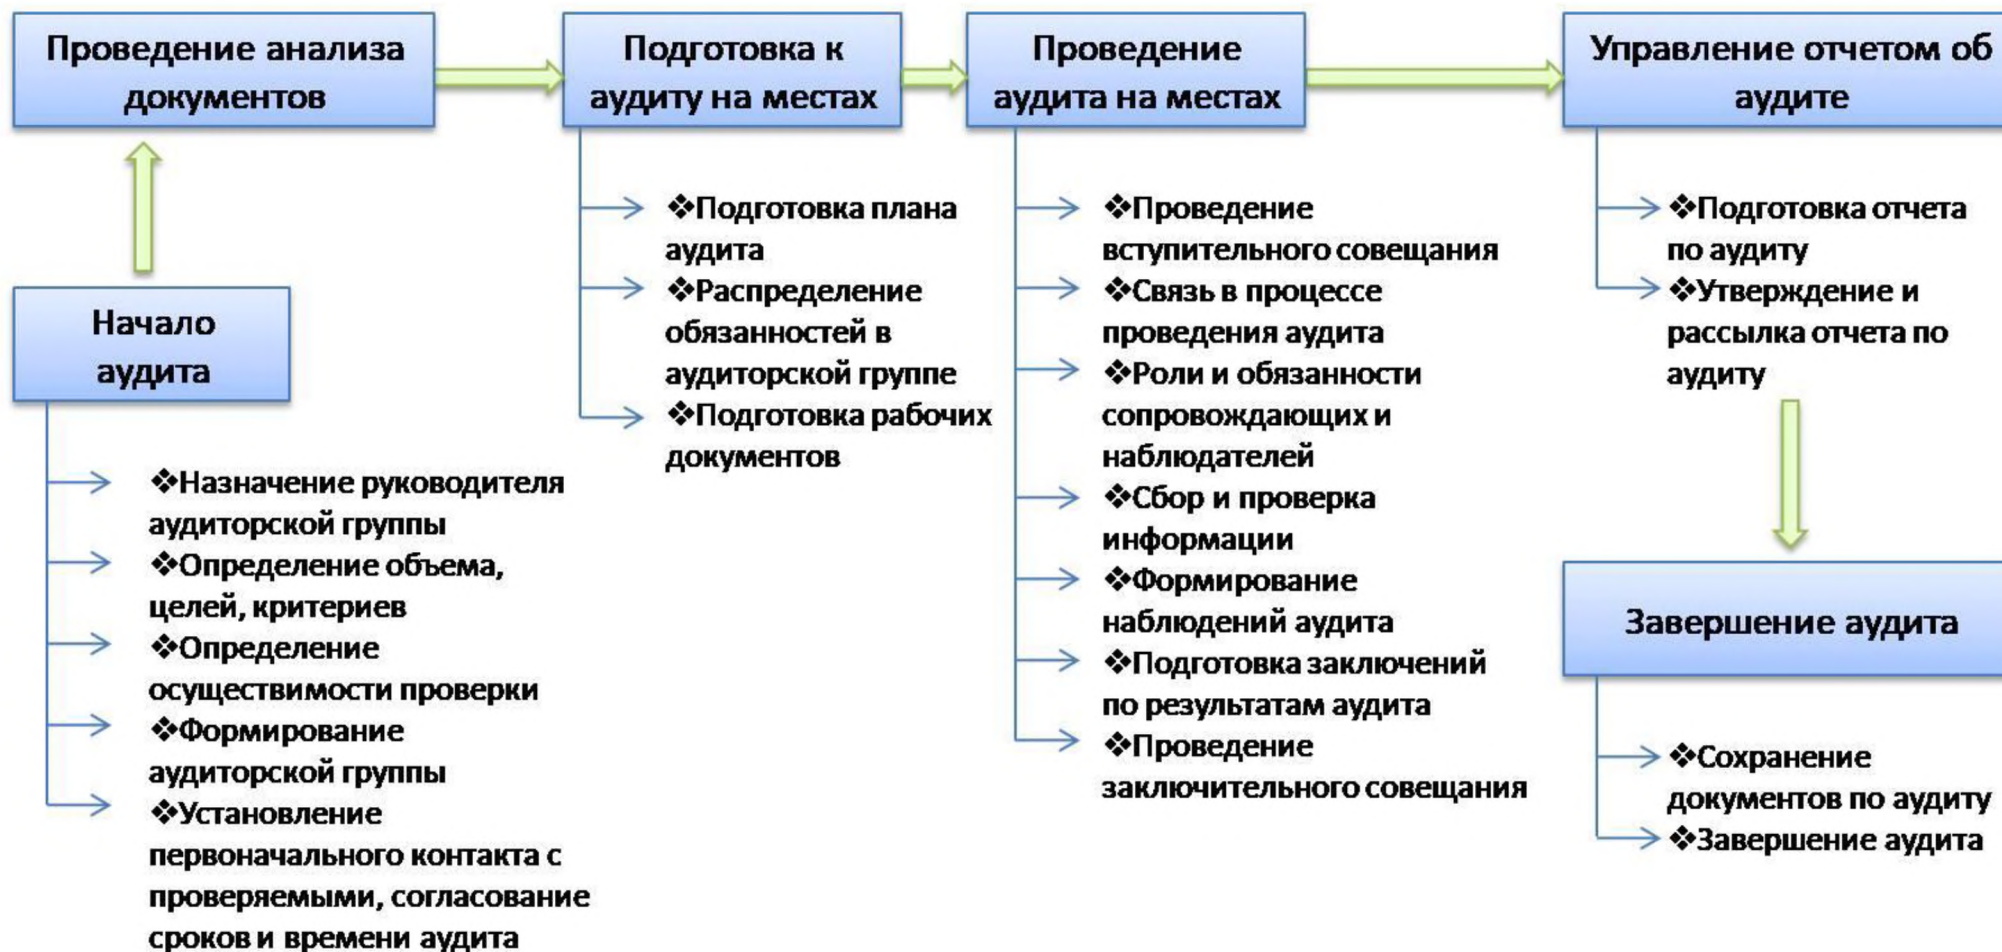 Проведение анализа
документов
Подготовка к
аудиту на местах
Проведение
аудита на местах
Управление отчетом об
аудите
Начало
аудита
❖Назначение руководителя
аудиторской группы
❖Определение объема,
целей, критериев
❖Определение
осуществимости проверки
❖Формирование
аудиторской группы
❖Установление
первоначального контакта с
проверяемыми, согласование
сроков и времени аудита
❖Подготовка плана
аудита
❖Распределение
обязанностей в
аудиторской группе
❖Подготовка рабочих
документов
❖Проведение
вступительного совещания
❖Связь в процессе
проведения аудита
❖Роли и обязанности
сопровождающих и
наблюдателей
❖Сбор и проверка
информации
❖Формирование
наблюдений аудита
❖Подготовка заключений
по результатам аудита
❖Проведение
заключительного совещания
❖Подготовка отчета
по аудиту
❖Утверждение и
рассылка отчета по
аудиту
Завершение аудита
❖Сохранение
документов по аудиту
❖Завершение аудита